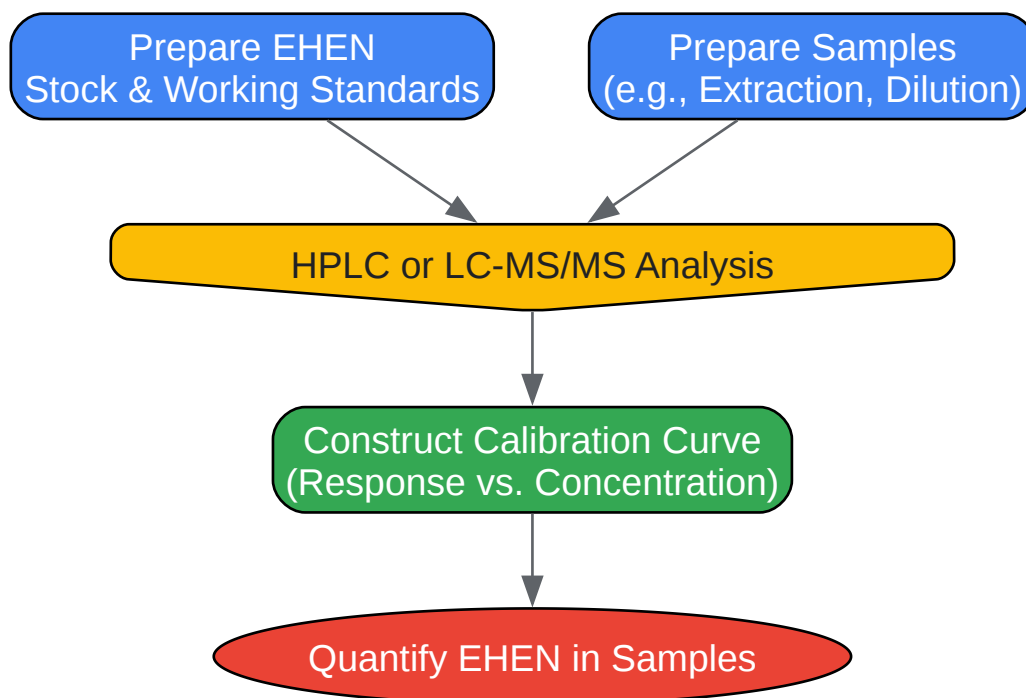 Prepare EHEN
Stock & Working Standards
Prepare Samples
(e.g., Extraction, Dilution)
HPLC or LC-MS/MS Analysis
Construct Calibration Curve
(Response vs. Concentration)
Quantify EHEN in Samples